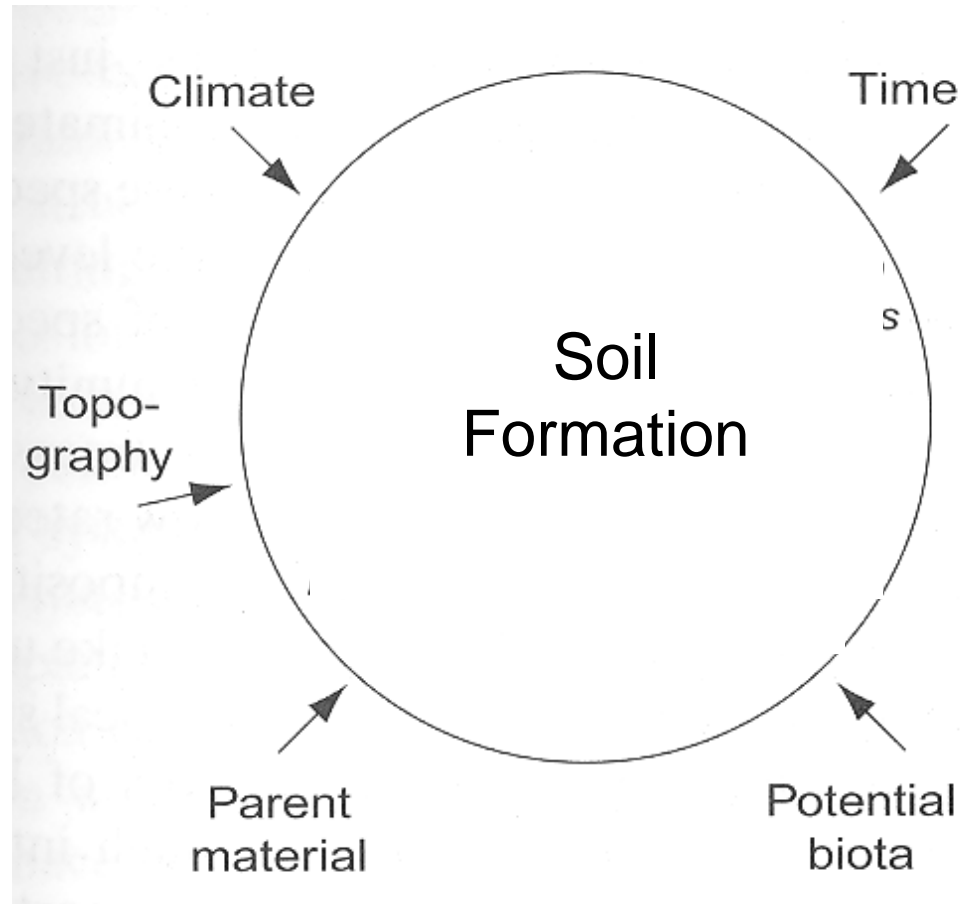 Climate
Time
s
Soil
Formation
Topo-
graphy
Parent
material
Potential
biota